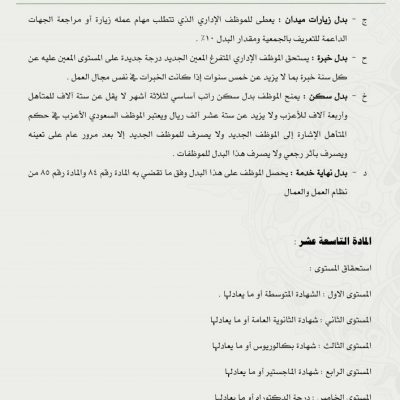 ج - بدل زيارات ميدان : يعطى للموظف الإداري الذي تتطلب مهام عمله زيارة أو مراجعة الجهات
الداعمة للتعريف بالجمعية ومقدار البدل ١٠٪ .
ح - بدل خبرة : يستحق الموظف الإداري المتفرغ المعين الجديد درجة جديدة على المستوى المعين عليه عن
كل سنة خبرة بما لا يزيد عن خمس سنوات إذا كانت الخبرات في نفس مجال العمل .
خ - بدل سكن : يمنح الموظف بدل سكن راتب أساسي لثلاثة أشهر لا يقل عن ستة آلاف للمتأهل
وأربعة آلاف للأعزب ولا يزيد عن ستة عشر ألف ريال ويعتبر الموظف السعودي الأعزب في حكم
المتأهل الإشارة إلى الموظف الجديد ولا يصرف للموظف الجديد إلا بعد مرور عام على تعينه
ويصرف بأثر رجعي ولا يصرف هذا البدل للموظفات .
د - بدل نهاية خدمة : يحصل الموظف على هذا البدل وفق ما تقضي به المادة رقم ٨٤ والمادة رقم ٨٥ من
نظام العمل والعمال
المادة التاسعة عشر :
استحقاق المستوى :
المستوى الاول : الشهادة المتوسطة أو ما يعادلها .
المستوى الثاني : شهادة الثانوية العامة أو ما يعادلها
المستوى الثالث : شهادة بكالوريوس أو ما يعادلها
المستوى الرابع : شهادة الماجستير أو ما يعادلها
المستوى الخامس : درجة الدكتوراه أو ما يعادلها